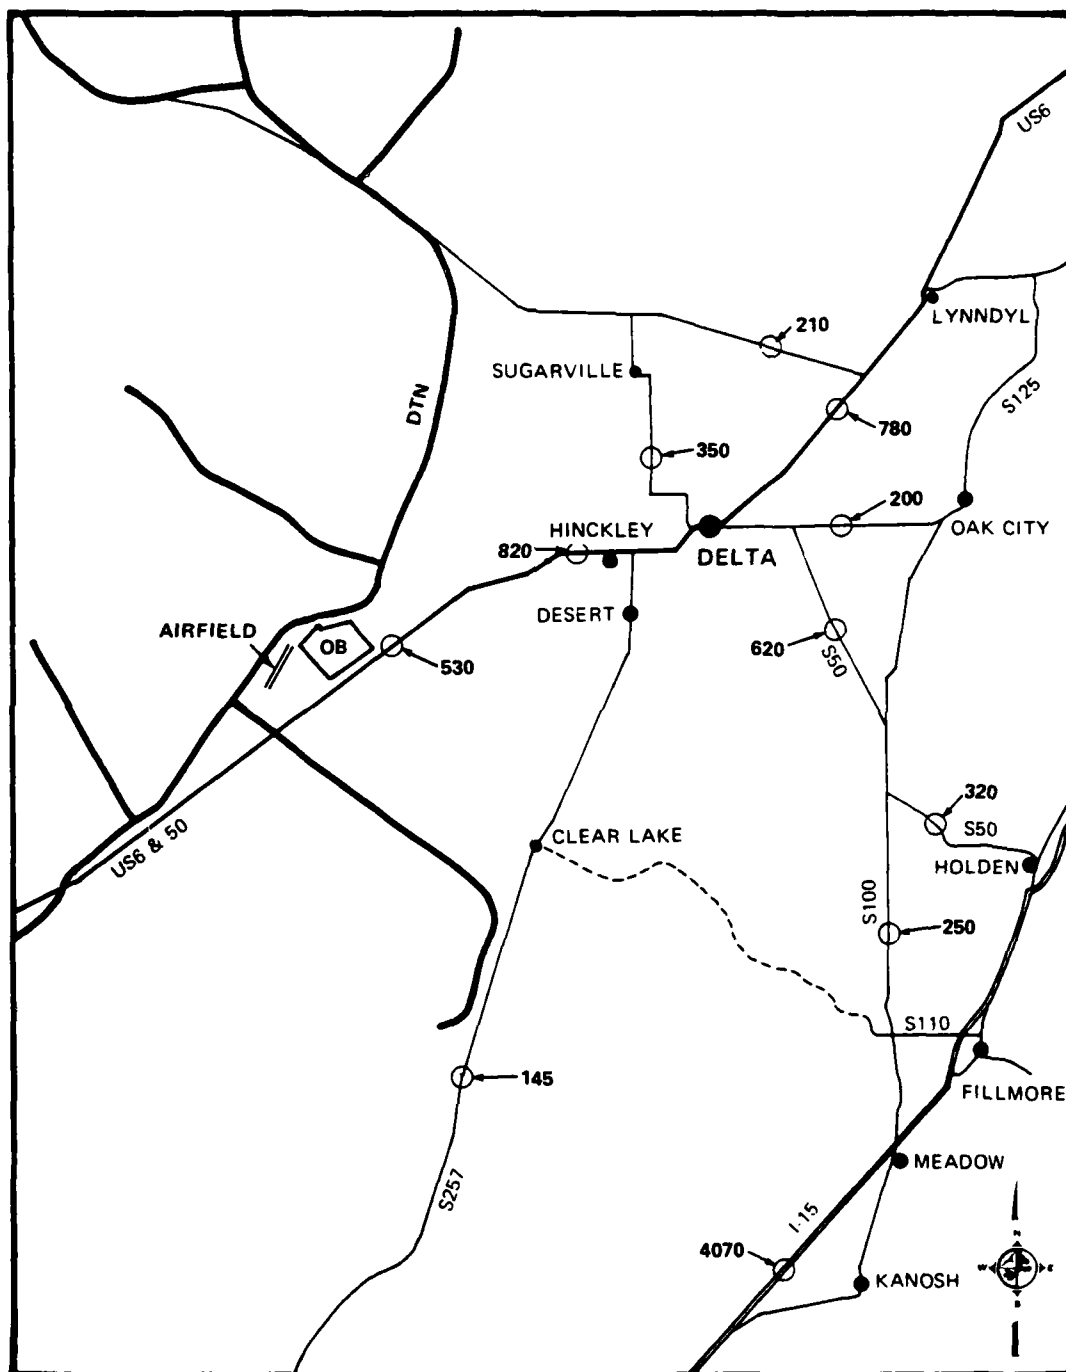 US6
210
LYNNDYL
SUGARVILLE
DTN
S125
780
350
200
HINCKLEY
820
DELTA
OAK CITY
AIRFIELD
OB
DESERT
530
620
S50
320
S50
US6 & 50
CLEAR LAKE
HOLDEN
S100
250
S110
145
FILLMORE
MEADOW
S257
I-15
4070
KANOSH
N
W
E
S